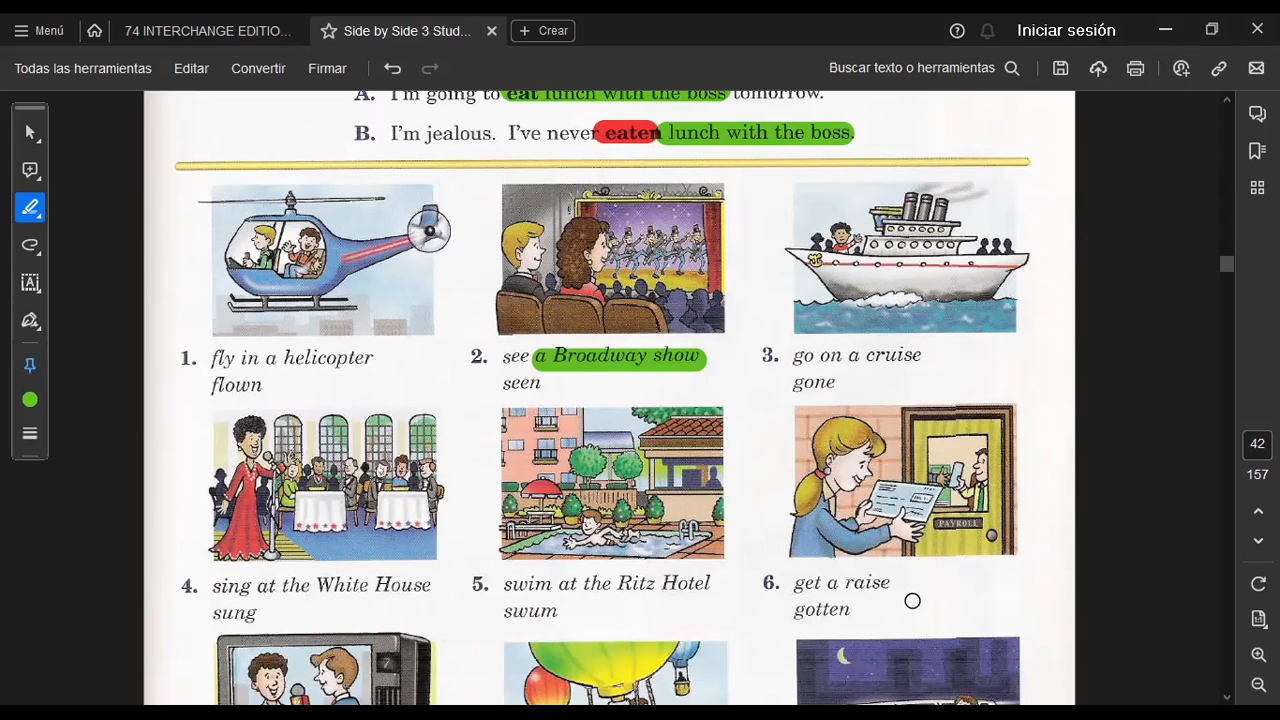 Menú
74 INTERCHANGE EDITIO...
Side by Side 3 Stud...
Crear
Iniciar sesión
Todas las herramientas
Editar
Convertir
Firmar
Buscar texto o herramientas
A. I'm going to eat lunch with the boss tomorrow.
B. I'm jealous. I've never eaten lunch with the boss.
1. fly in a helicopter
flown
2. see a Broadway show
seen
3. go on a cruise
gone
4. sing at the White House
sung
5. swim at the Ritz Hotel
swum
PAYROLL
6. get a raise
gotten
7
42
157